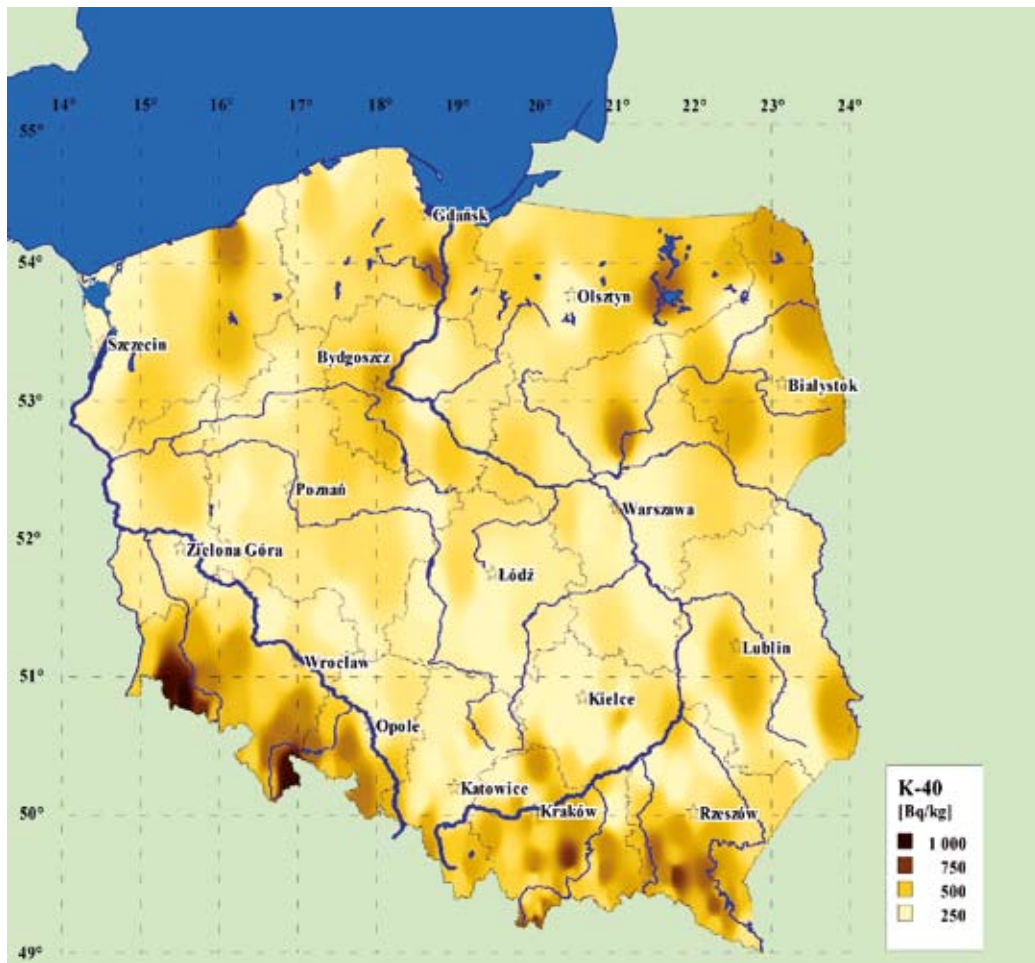 14° 15° 16° 17° 18° 19° 20° 21° 22° 23° 24°
55°
Gdańsk
54°
Olsztyn
Szczecin
Bydgoszcz
Białystok
53°
Poznań
Warszawa
52°
Zielona Góra
Łódź
Lublin
Wrocław
51°
Kielce
Opole
Katowice
50°
Kraków
Rzeszów
49°
K-40
[Bq/kg]
1 000
750
500
250